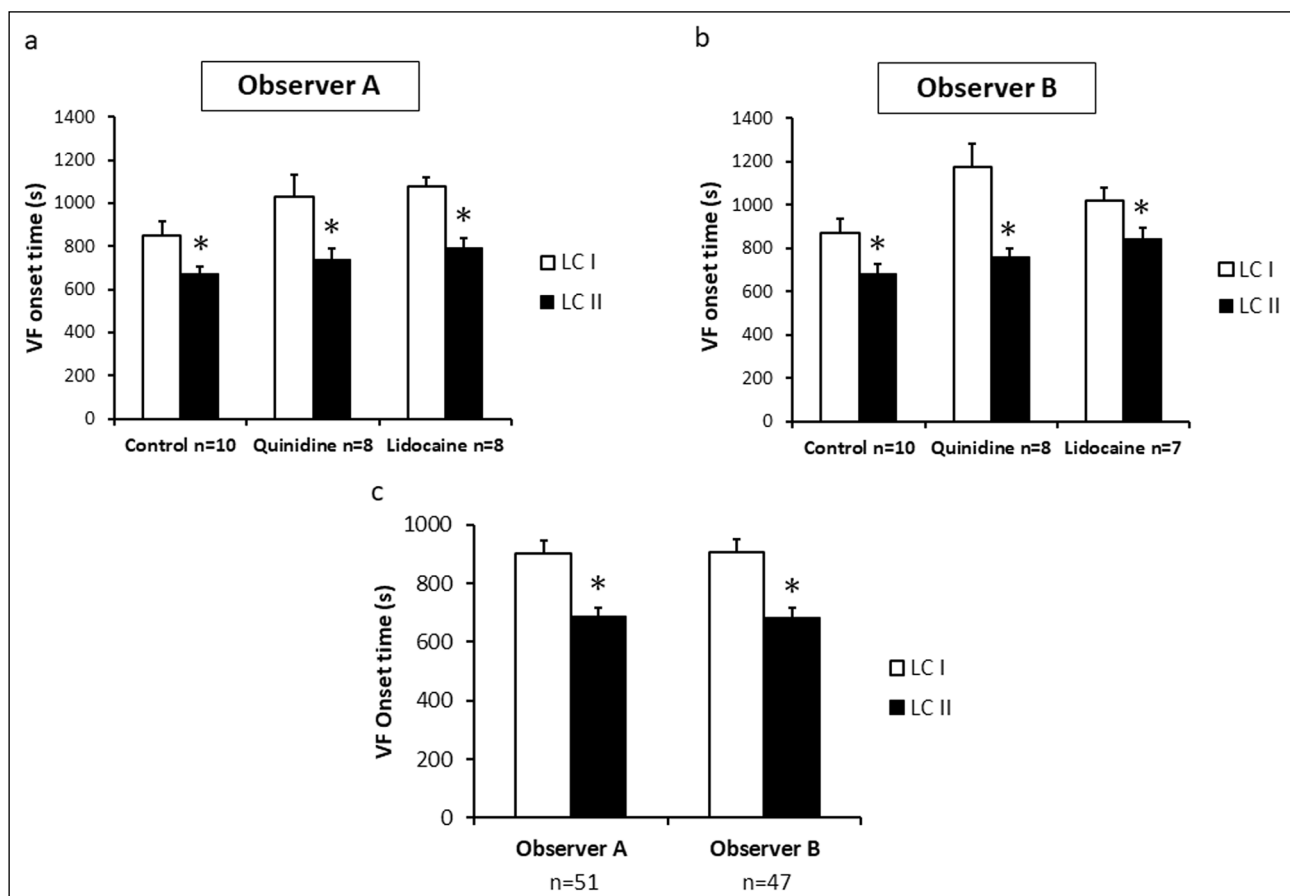 a
Observer A
1400
1200
1000
800
600
400
200
0
VF onset time (s)
*
*
*
LC I
LC II
Control n=10 Quinidine n=8 Lidocaine n=8
b
Observer B
1400
1200
1000
800
600
400
200
0
VF onset time (s)
*
*
*
LC I
LC II
Control n=10 Quinidine n=8 Lidocaine n=7
c
1000
800
600
400
200
0
VF Onset time (s)
*
*
LC I
LC II
Observer A Observer B
n=51 n=47